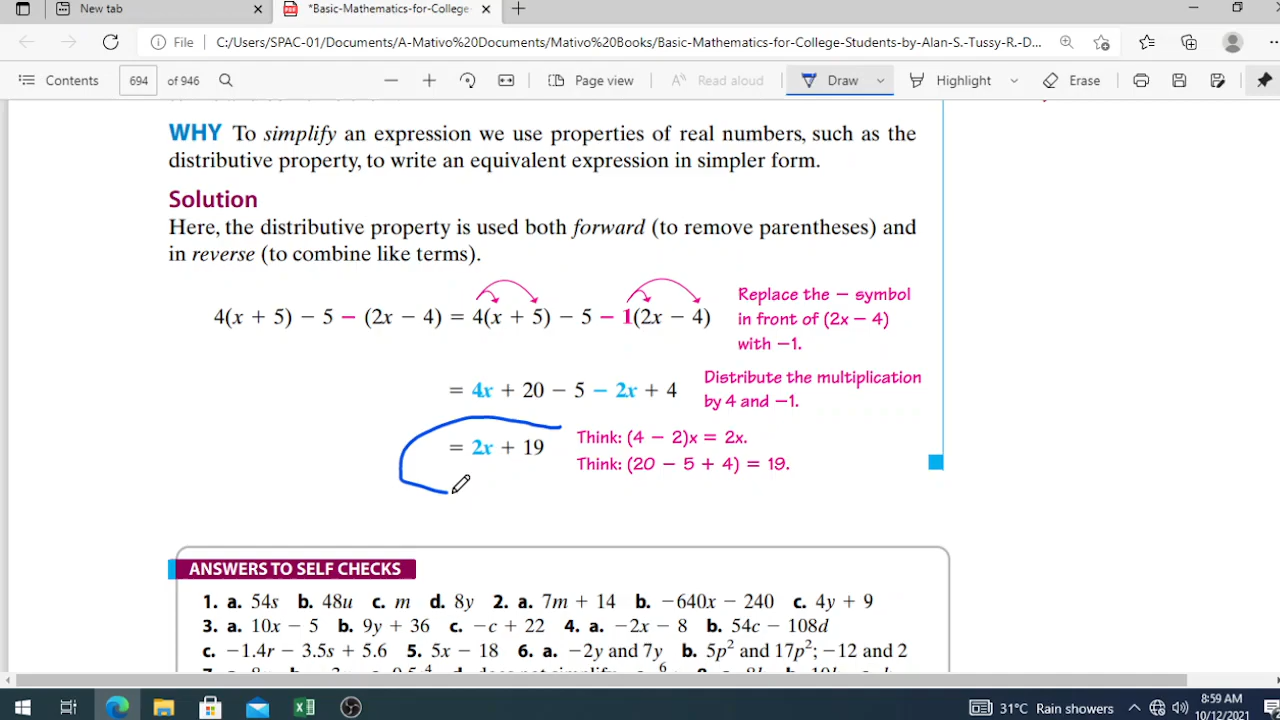 New tab
*Basic-Mathematics-for-College-
File C:/Users/SPAC-01/Documents/A-Mativo%20Documents/Mativo%20Books/Basic-Mathematics-for-College-Students-by-Alan-S.-Tussy-R.-D...
Contents 694 of 946 Page view Read aloud Draw Highlight Erase
WHY To simplify an expression we use properties of real numbers, such as the
distributive property, to write an equivalent expression in simpler form.
Solution
Here, the distributive property is used both forward (to remove parentheses) and
in reverse (to combine like terms).
4(x + 5) − 5 − (2x − 4) = 4(x + 5) − 5 − 1(2x − 4)
Replace the − symbol
in front of (2x − 4)
with −1.
= 4x + 20 − 5 − 2x + 4
Distribute the multiplication
by 4 and −1.
= 2x + 19
Think: (4 − 2)x = 2x.
Think: (20 − 5 + 4) = 19.
ANSWERS TO SELF CHECKS
1. a. 54s b. 48u c. m d. 8y 2. a. 7m + 14 b. −640x − 240 c. 4y + 9
3. a. 10x − 5 b. 9y + 36 c. −c + 22 4. a. −2x − 8 b. 54c − 108d
c. −1.4r − 3.5s + 5.6 5. 5x − 18 6. a. −2y and 7y b. 5p² and 17p²; −12 and 2
31°C Rain showers
8:59 AM
10/12/2021